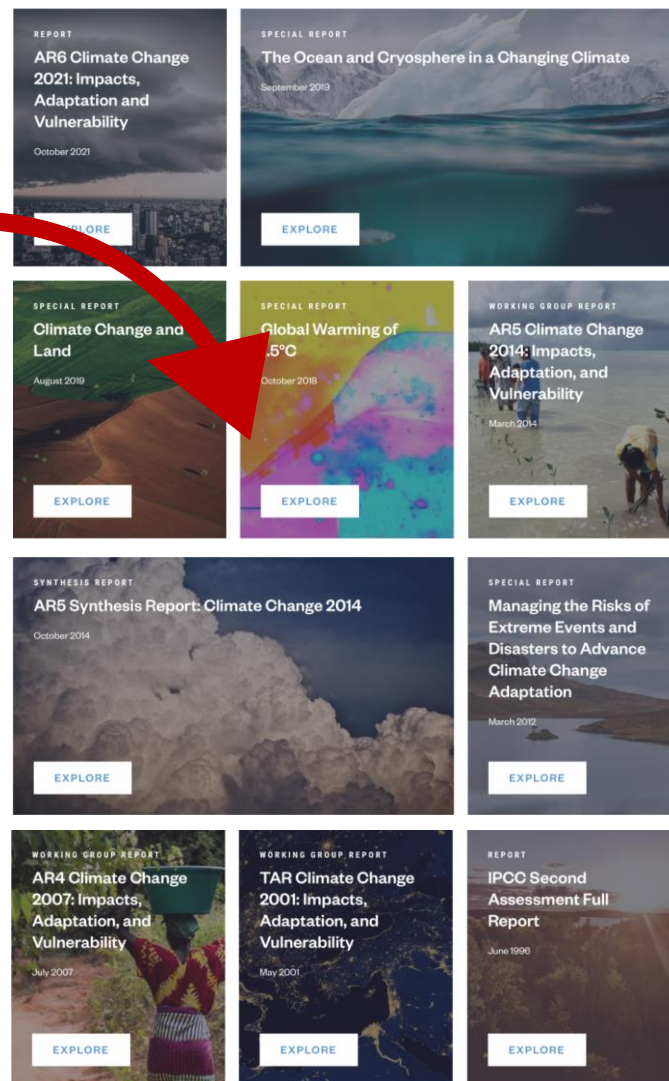 REPORT
AR6 Climate Change
2021: Impacts,
Adaptation and
Vulnerability
October 2021
EXPLORE
SPECIAL REPORT
The Ocean and Cryosphere in a Changing Climate
September 2019
EXPLORE
SPECIAL REPORT
Climate Change and
Land
August 2019
EXPLORE
SPECIAL REPORT
Global Warming of
.5°C
October 2018
EXPLORE
WORKING GROUP REPORT
AR5 Climate Change
2014: Impacts,
Adaptation, and
Vulnerability
March 2014
EXPLORE
SYNTHESIS REPORT
AR5 Synthesis Report: Climate Change 2014
October 2014
EXPLORE
SPECIAL REPORT
Managing the Risks of
Extreme Events and
Disasters to Advance
Climate Change
Adaptation
March 2012
EXPLORE
WORKING GROUP REPORT
AR4 Climate Change
2007: Impacts,
Adaptation, and
Vulnerability
July 2007
EXPLORE
WORKING GROUP REPORT
TAR Climate Change
2001: Impacts,
Adaptation, and
Vulnerability
May 2001
EXPLORE
REPORT
IPCC Second
Assessment Full
Report
June 1996
EXPLORE